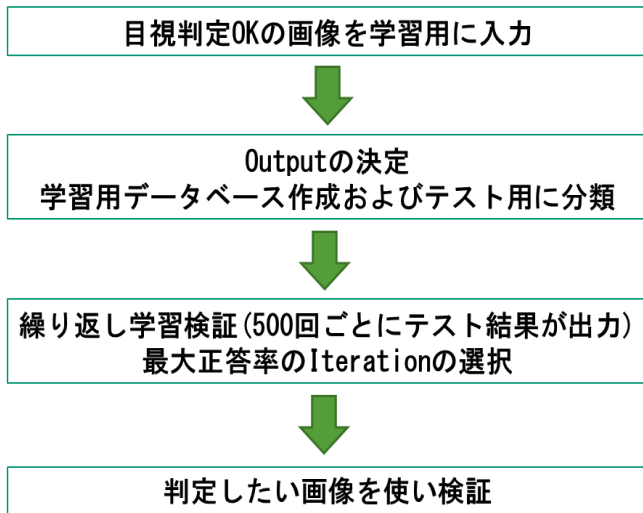 目視判定OKの画像を学習用に入力
Outputの決定
学習用データベース作成およびテスト用に分類
繰り返し学習検証(500回ごとにテスト結果が出力)
最大正答率のIterationの選択
判定したい画像を使い検証